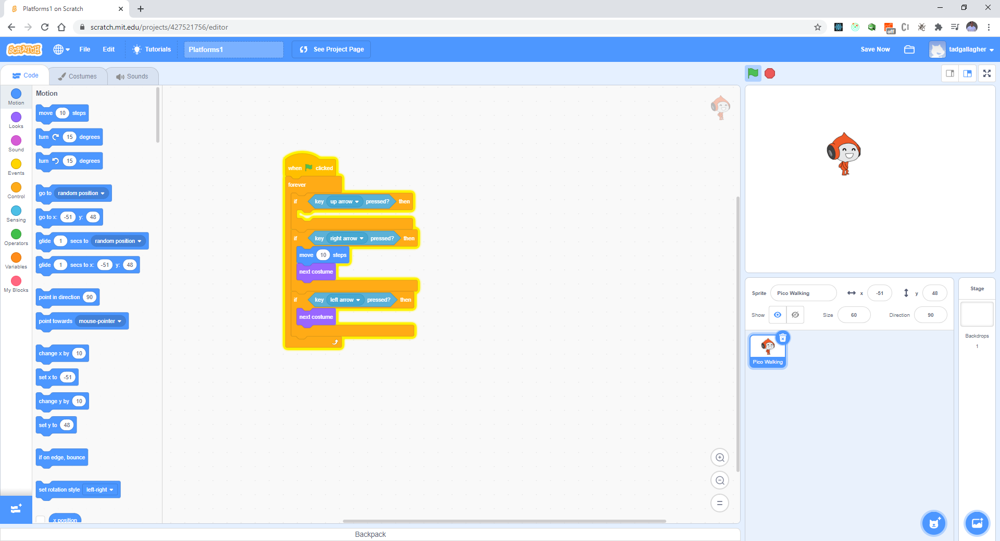 Platforms1 on Scratch
scratch.mit.edu/projects/427521756/editor
off
SCRATCH
File
Edit
Tutorials
Platforms1
See Project Page
Save Now
tadgallagher
Code
Costumes
Sounds
Motion
Looks
Sound
Events
Control
Sensing
Operators
Variables
My Blocks
Motion
move 10 steps
turn 15 degrees
turn 15 degrees
go to random position
go to x: -51 y: 48
glide 1 secs to random position
glide 1 secs to x: -51 y: 48
point in direction 90
point towards mouse-pointer
change x by 10
set x to -51
change y by 10
set y to 48
if on edge, bounce
set rotation style left-right
x position
when clicked
forever
if key up arrow pressed? then
if key right arrow pressed? then
move 10 steps
next costume
if key left arrow pressed? then
next costume
Backpack
Sprite Pico Walking x -51 y 48
Show Size 60 Direction 90
Pico Walking
Stage
Backdrops
1